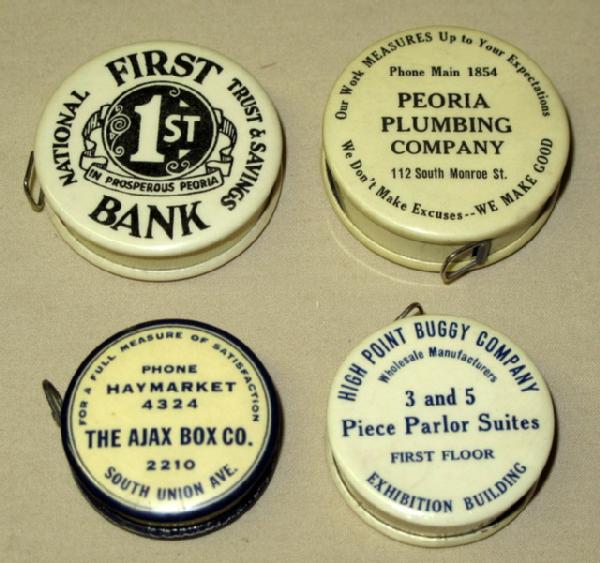 FIRST
NATIONAL
TRUST & SAVINGS
BANK
1ST
IN PROSPEROUS PEORIA
Our Work MEASURES Up to Your Expectations
Phone Main 1854
PEORIA
PLUMBING
COMPANY
112 South Monroe St.
We Don't Make Excuses--WE MAKE GOOD
FOR A FULL MEASURE OF SATISFACTION
PHONE
HAYMARKET
4324
THE AJAX BOX CO.
2210
SOUTH UNION AVE.
HIGH POINT BUGGY COMPANY
Wholesale Manufacturers
3 and 5
Piece Parlor Suites
FIRST FLOOR
EXHIBITION BUILDING